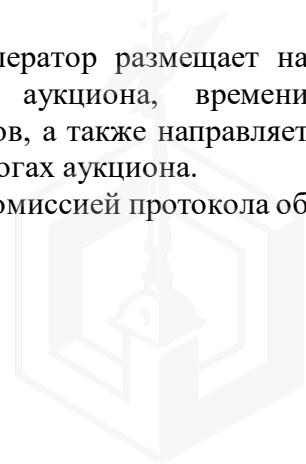 ператор размещает на
аукциона, времени
ов, а также направляет
огах аукциона.
омиссией протокола об